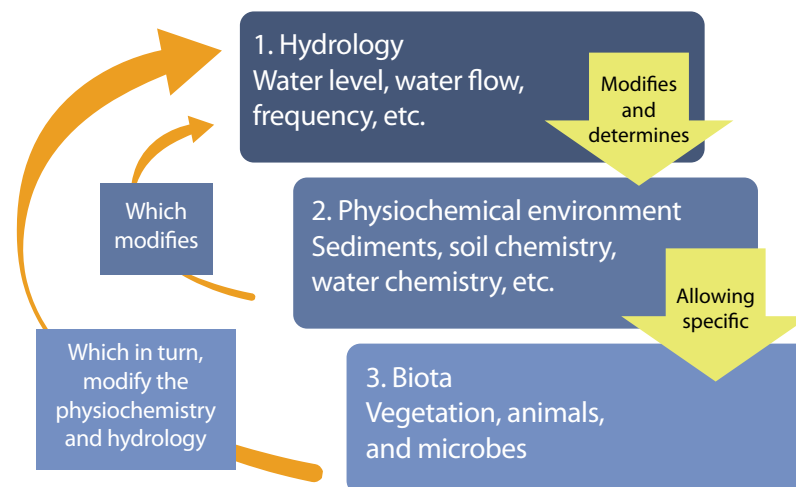 1. Hydrology
Water level, water flow,
frequency, etc.
Modifies
and
determines
Which
modifies
2. Physiochemical environment
Sediments, soil chemistry,
water chemistry, etc.
Allowing
specific
Which in turn,
modify the
physiochemistry
and hydrology
3. Biota
Vegetation, animals,
and microbes